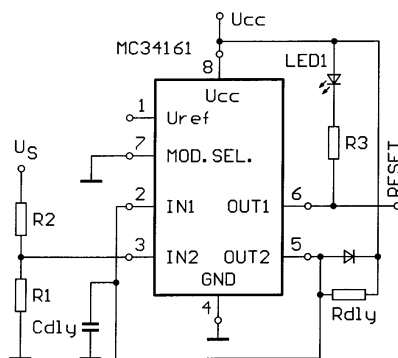 Ucc
MC34161
8
LED1
Ucc
1
Uref
7
MOD.SEL.
R3
US
2
IN1
OUT1
6
RESET
R2
3
IN2
OUT2
5
GND
R1
4
Cdly
Rdly